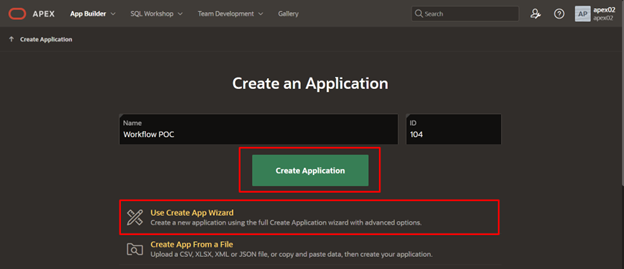 APEX App Builder SQL Workshop Team Development Gallery Search AP apex02
apex02
Create Application
Create an Application
Name ID
Workflow POC 104
Create Application
Use Create App Wizard
Create a new application using the full Create Application wizard with advanced options.
Create App From a File
Upload a CSV, XLSX, XML or JSON file, or copy and paste data, then create your application.